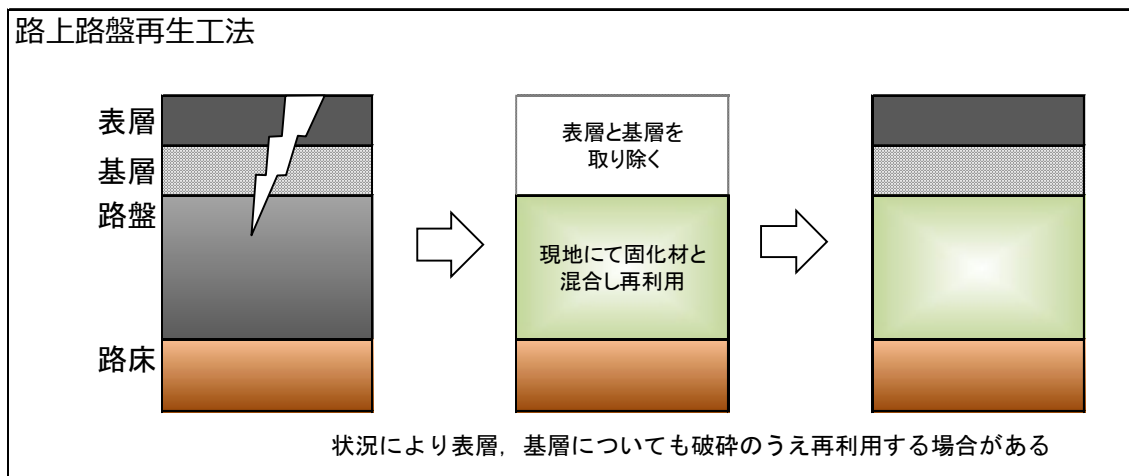 路上路盤再生工法
表層
基層
路盤
路床
表層と基層を
取り除く
現地にて固化材と
混合し再利用
状況により表層，基層についても破砕のうえ再利用する場合がある